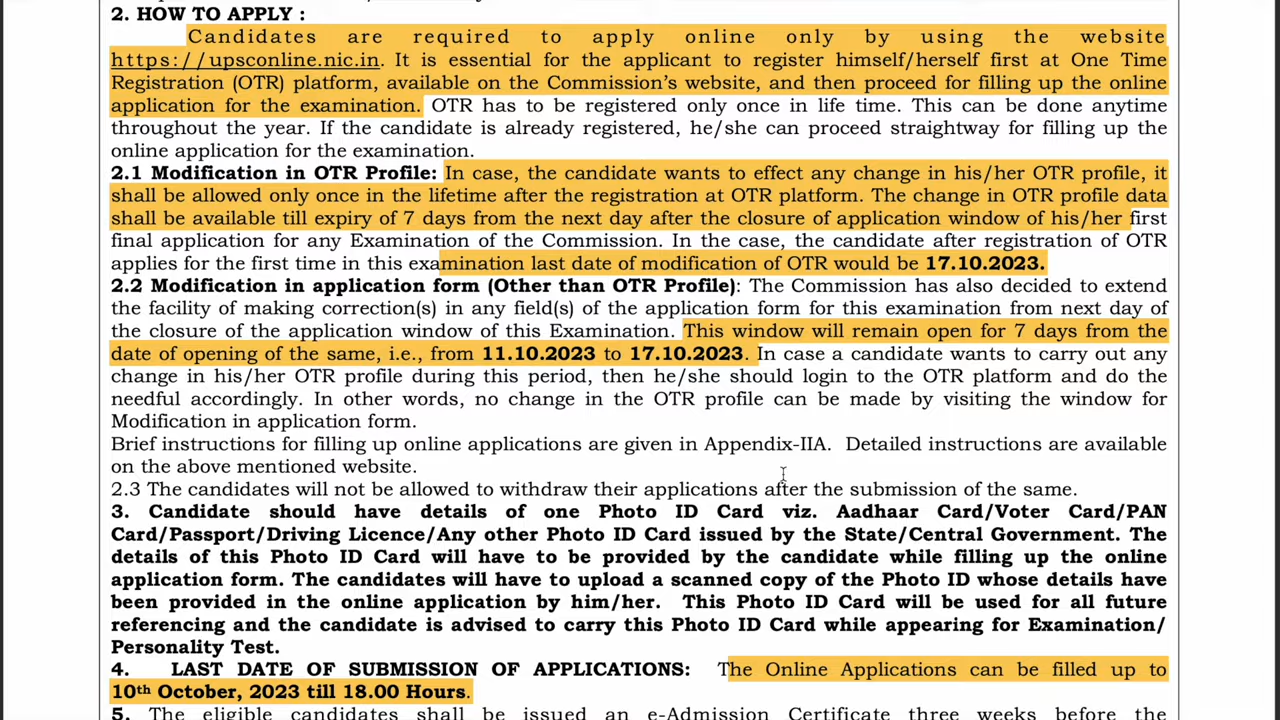 2. HOW TO APPLY :
Candidates are required to apply online only by using the website
https://upsconline.nic.in. It is essential for the applicant to register himself/herself first at One Time
Registration (OTR) platform, available on the Commission's website, and then proceed for filling up the online
application for the examination. OTR has to be registered only once in life time. This can be done anytime
throughout the year. If the candidate is already registered, he/she can proceed straightway for filling up the
online application for the examination.
2.1 Modification in OTR Profile: In case, the candidate wants to effect any change in his/her OTR profile, it
shall be allowed only once in the lifetime after the registration at OTR platform. The change in OTR profile data
shall be available till expiry of 7 days from the next day after the closure of application window of his/her first
final application for any Examination of the Commission. In the case, the candidate after registration of OTR
applies for the first time in this examination last date of modification of OTR would be 17.10.2023.
2.2 Modification in application form (Other than OTR Profile): The Commission has also decided to extend
the facility of making correction(s) in any field(s) of the application form for this examination from next day of
the closure of the application window of this Examination. This window will remain open for 7 days from the
date of opening of the same, i.e., from 11.10.2023 to 17.10.2023. In case a candidate wants to carry out any
change in his/her OTR profile during this period, then he/she should login to the OTR platform and do the
needful accordingly. In other words, no change in the OTR profile can be made by visiting the window for
Modification in application form.
Brief instructions for filling up online applications are given in Appendix-IIA. Detailed instructions are available
on the above mentioned website.
2.3 The candidates will not be allowed to withdraw their applications after the submission of the same.
3. Candidate should have details of one Photo ID Card viz. Aadhaar Card/Voter Card/PAN
Card/Passport/Driving Licence/Any other Photo ID Card issued by the State/Central Government. The
details of this Photo ID Card will have to be provided by the candidate while filling up the online
application form. The candidates will have to upload a scanned copy of the Photo ID whose details have
been provided in the online application by him/her. This Photo ID Card will be used for all future
referencing and the candidate is advised to carry this Photo ID Card while appearing for Examination/
Personality Test.
4. LAST DATE OF SUBMISSION OF APPLICATIONS: The Online Applications can be filled up to
10th October, 2023 till 18.00 Hours.
5. The eligible candidates shall be issued an e-Admission Certificate three weeks before the